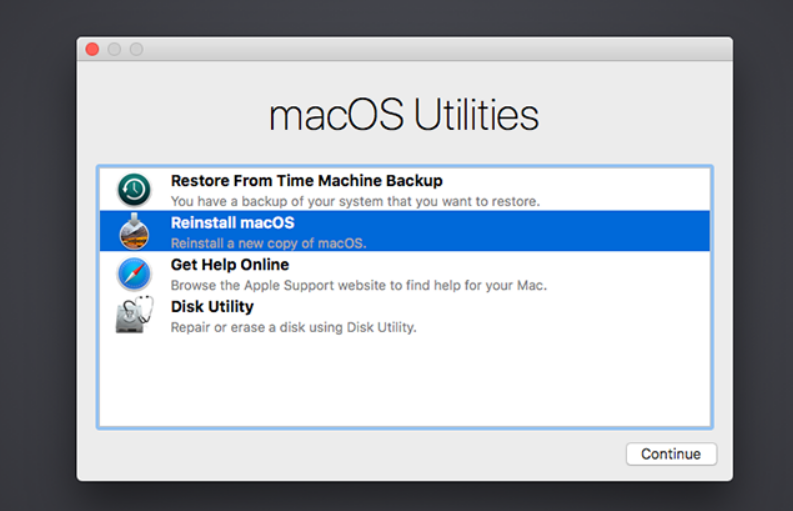 macOS Utilities
Restore From Time Machine Backup
You have a backup of your system that you want to restore.
Reinstall macOS
Reinstall a new copy of macOS.
Get Help Online
Browse the Apple Support website to find help for your Mac.
Disk Utility
Repair or erase a disk using Disk Utility.
Continue